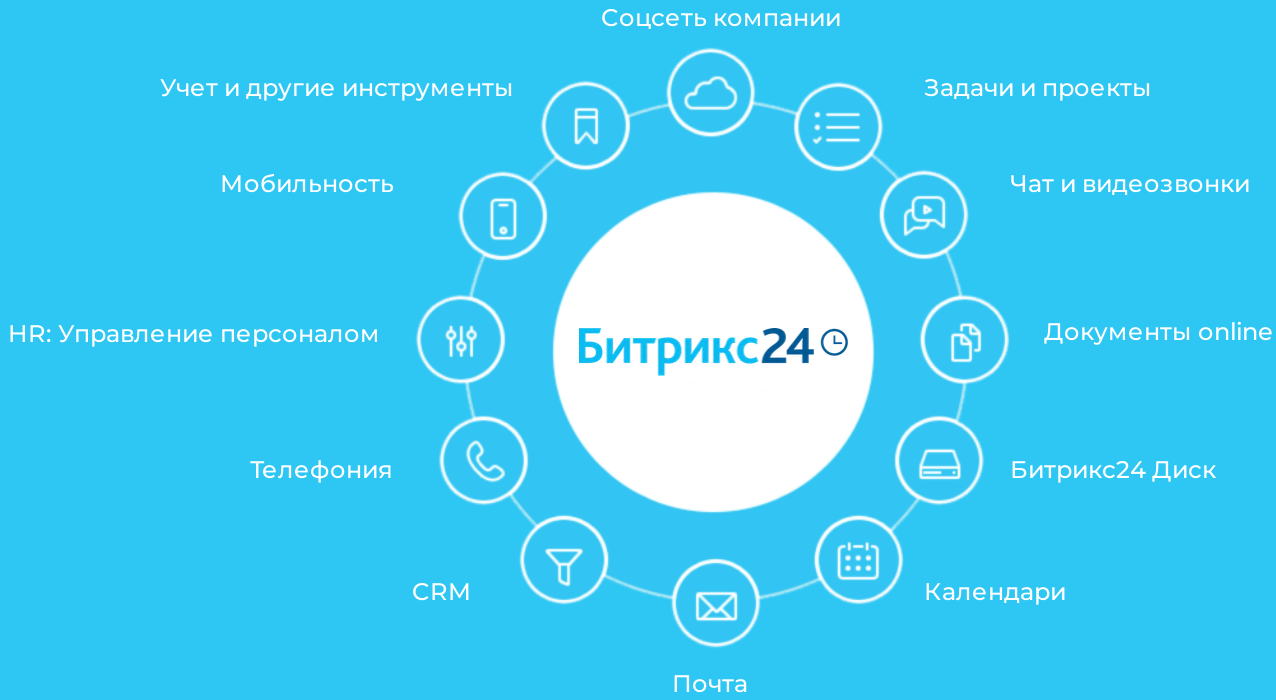 Соцсеть компании
Учет и другие инструменты
Задачи и проекты
Мобильность
Чат и видеозвонки
HR: Управление персоналом
Битрикс24
Документы online
Телефония
Битрикс24 Диск
CRM
Календари
Почта